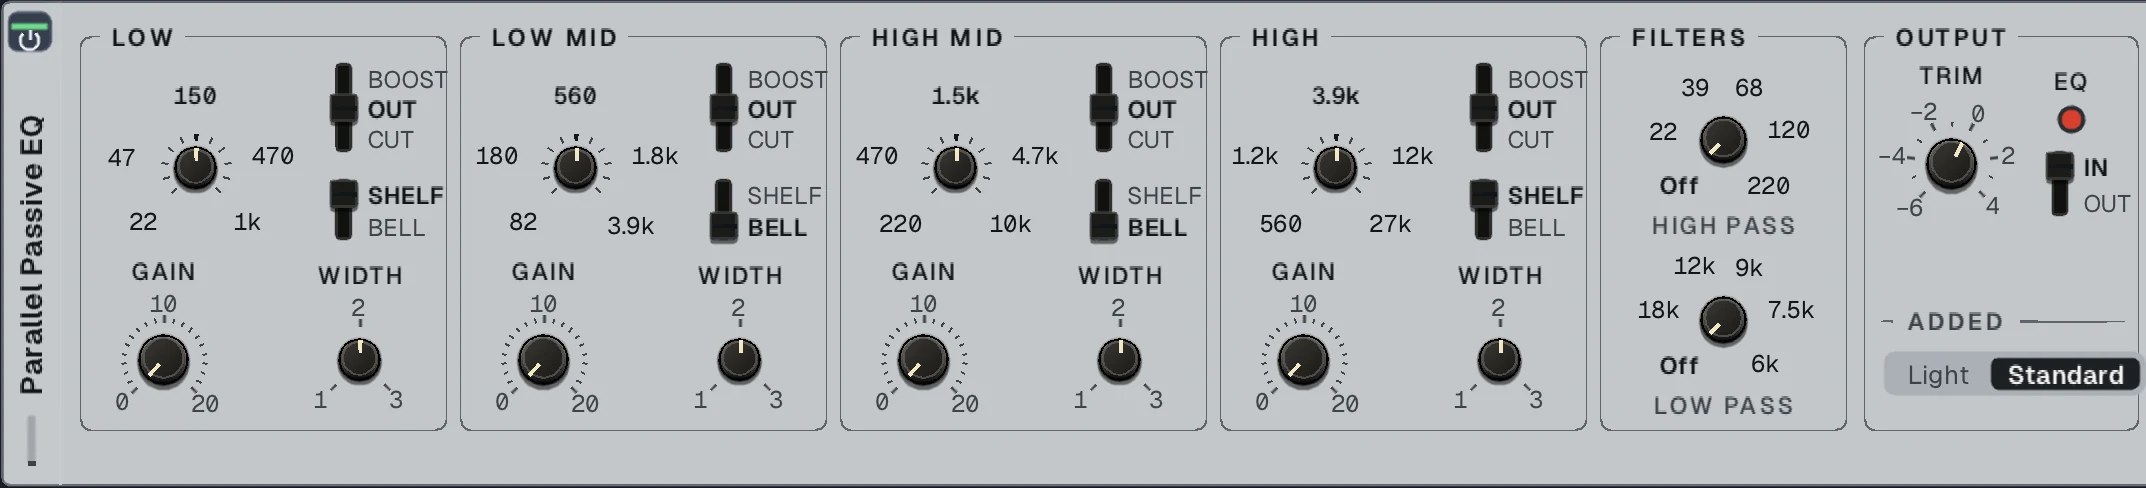 Parallel Passive EQ
LOW
150
47
470
22
1k
BOOST
OUT
CUT
SHELF
BELL
GAIN
10
0
20
WIDTH
2
1
3
LOW MID
560
180
1.8k
82
3.9k
BOOST
OUT
CUT
SHELF
BELL
GAIN
10
0
20
WIDTH
2
1
3
HIGH MID
1.5k
470
4.7k
220
10k
BOOST
OUT
CUT
SHELF
BELL
GAIN
10
0
20
WIDTH
2
1
3
HIGH
3.9k
1.2k
12k
560
27k
BOOST
OUT
CUT
SHELF
BELL
GAIN
10
0
20
WIDTH
2
1
3
FILTERS
39 68
22 120
Off 220
HIGH PASS
12k 9k
18k 7.5k
Off 6k
LOW PASS
OUTPUT
TRIM
-2 0
-4 2
-6 4
EQ
IN
OUT
ADDED
Light Standard